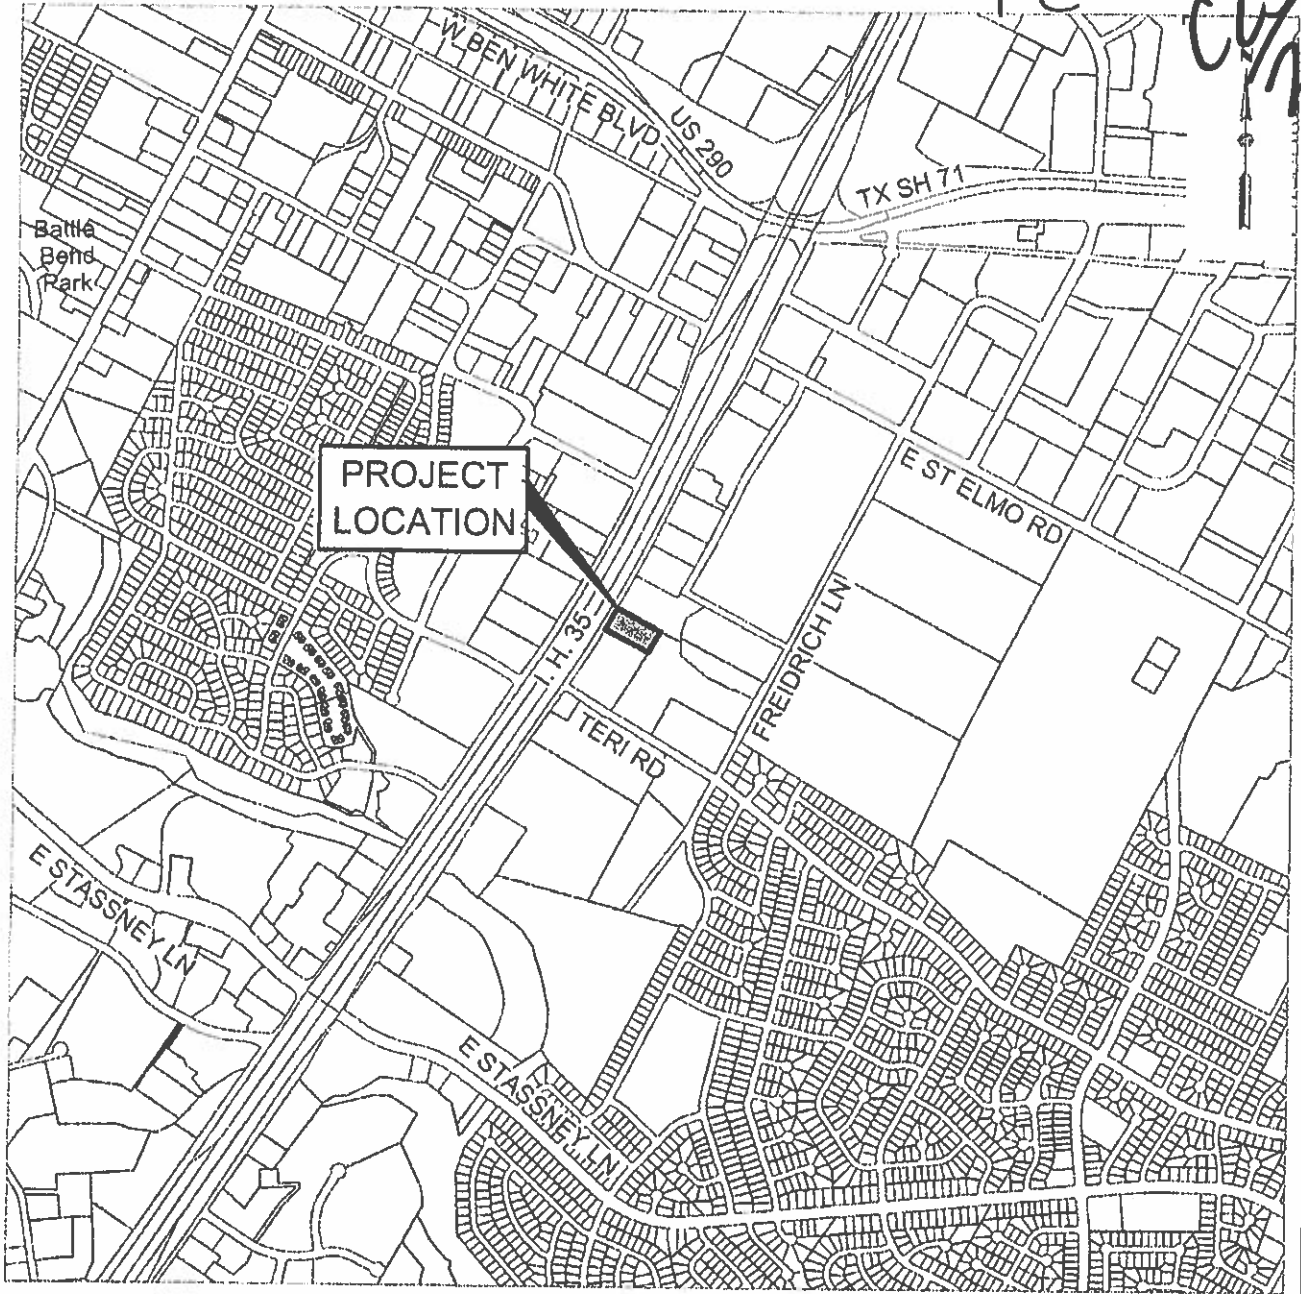 W BEN WHITE BLVD
US 290
TX SH 71
Battle
Bend
Park
PROJECT
LOCATION
E ST ELMO RD
I. H. 35
FREIDRICH LN
TERI RD
E STASSNEY LN
E STASSNEY LN